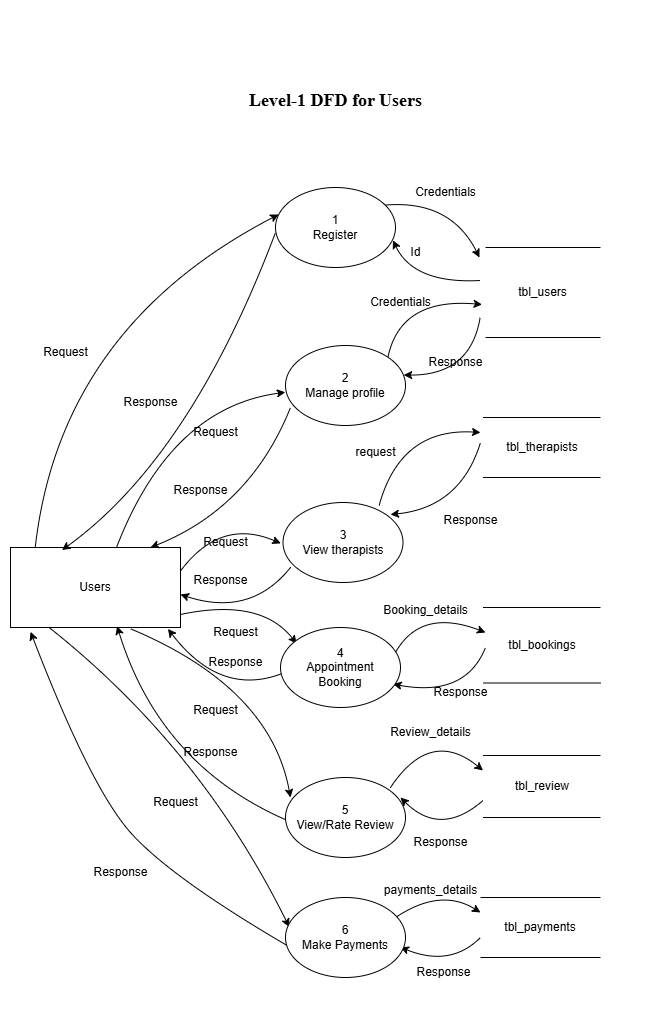 Level-1 DFD for Users
Credentials
1
Register
Id
tbl_users
Credentials
Request
Response
2
Manage profile
Response
Request
request
tbl_therapists
Response
Response
3
View therapists
Request
Response
Users
Booking_details
Request
4
Appointment
Booking
tbl_bookings
Response
Response
Request
Review_details
Response
tbl_review
Request
5
View/Rate Review
Response
Response
payments_details
6
Make Payments
tbl_payments
Response